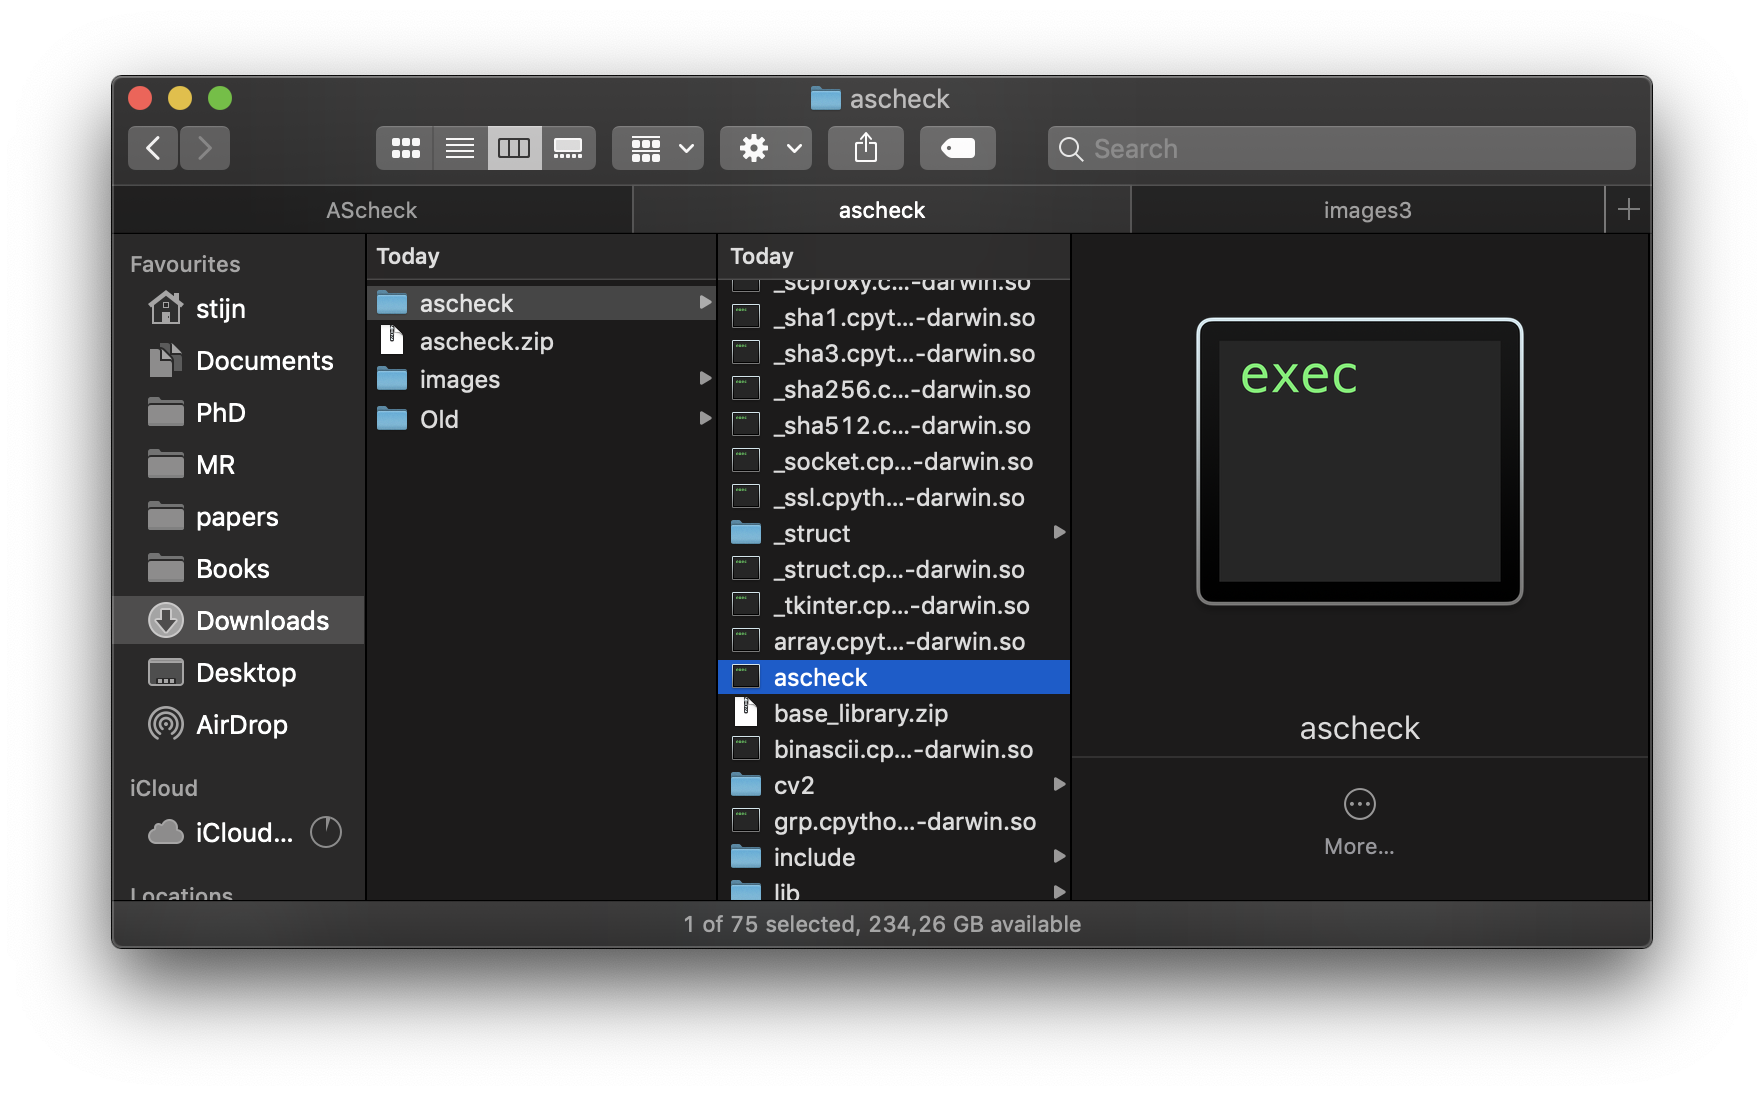 ascheck
Search
AScheck
ascheck
images3
Favourites
stijn
Documents
PhD
MR
papers
Books
Downloads
Desktop
AirDrop
iCloud
iCloud...
Locations
Today
ascheck
ascheck.zip
images
Old
Today
_scproxy.c...-darwin.so
_sha1.cpyt...-darwin.so
_sha3.cpyt...-darwin.so
_sha256.c...-darwin.so
_sha512.c...-darwin.so
_socket.cp...-darwin.so
_ssl.cpyth...-darwin.so
_struct
_struct.cp...-darwin.so
_tkinter.cp...-darwin.so
array.cpyt...-darwin.so
ascheck
base_library.zip
binascii.cp...-darwin.so
cv2
grp.cpytho...-darwin.so
include
lib
exec
ascheck
More...
1 of 75 selected, 234,26 GB available